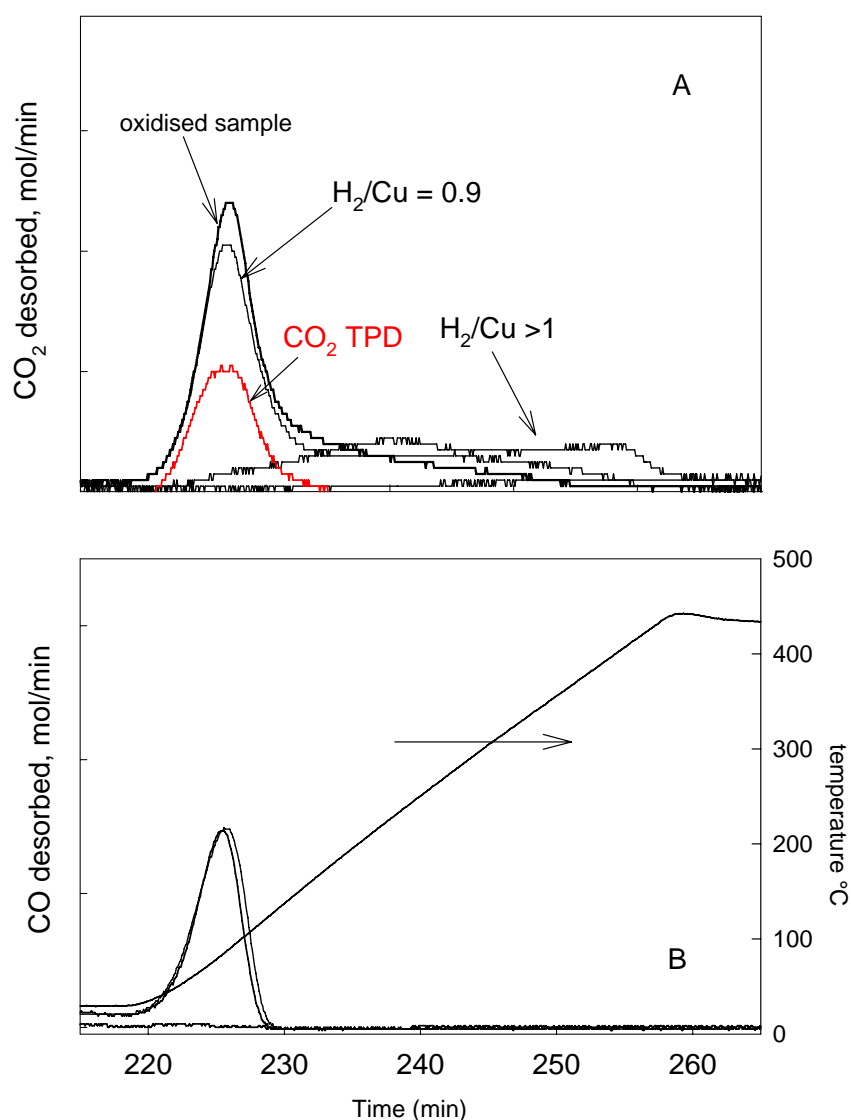 A
oxidised sample
H₂/Cu = 0.9
CO₂ TPD
H₂/Cu >1
CO₂ desorbed, mol/min
500
400
300
200
100
0
CO desorbed, mol/min
temperature °C
B
220 230 240 250 260
Time (min)